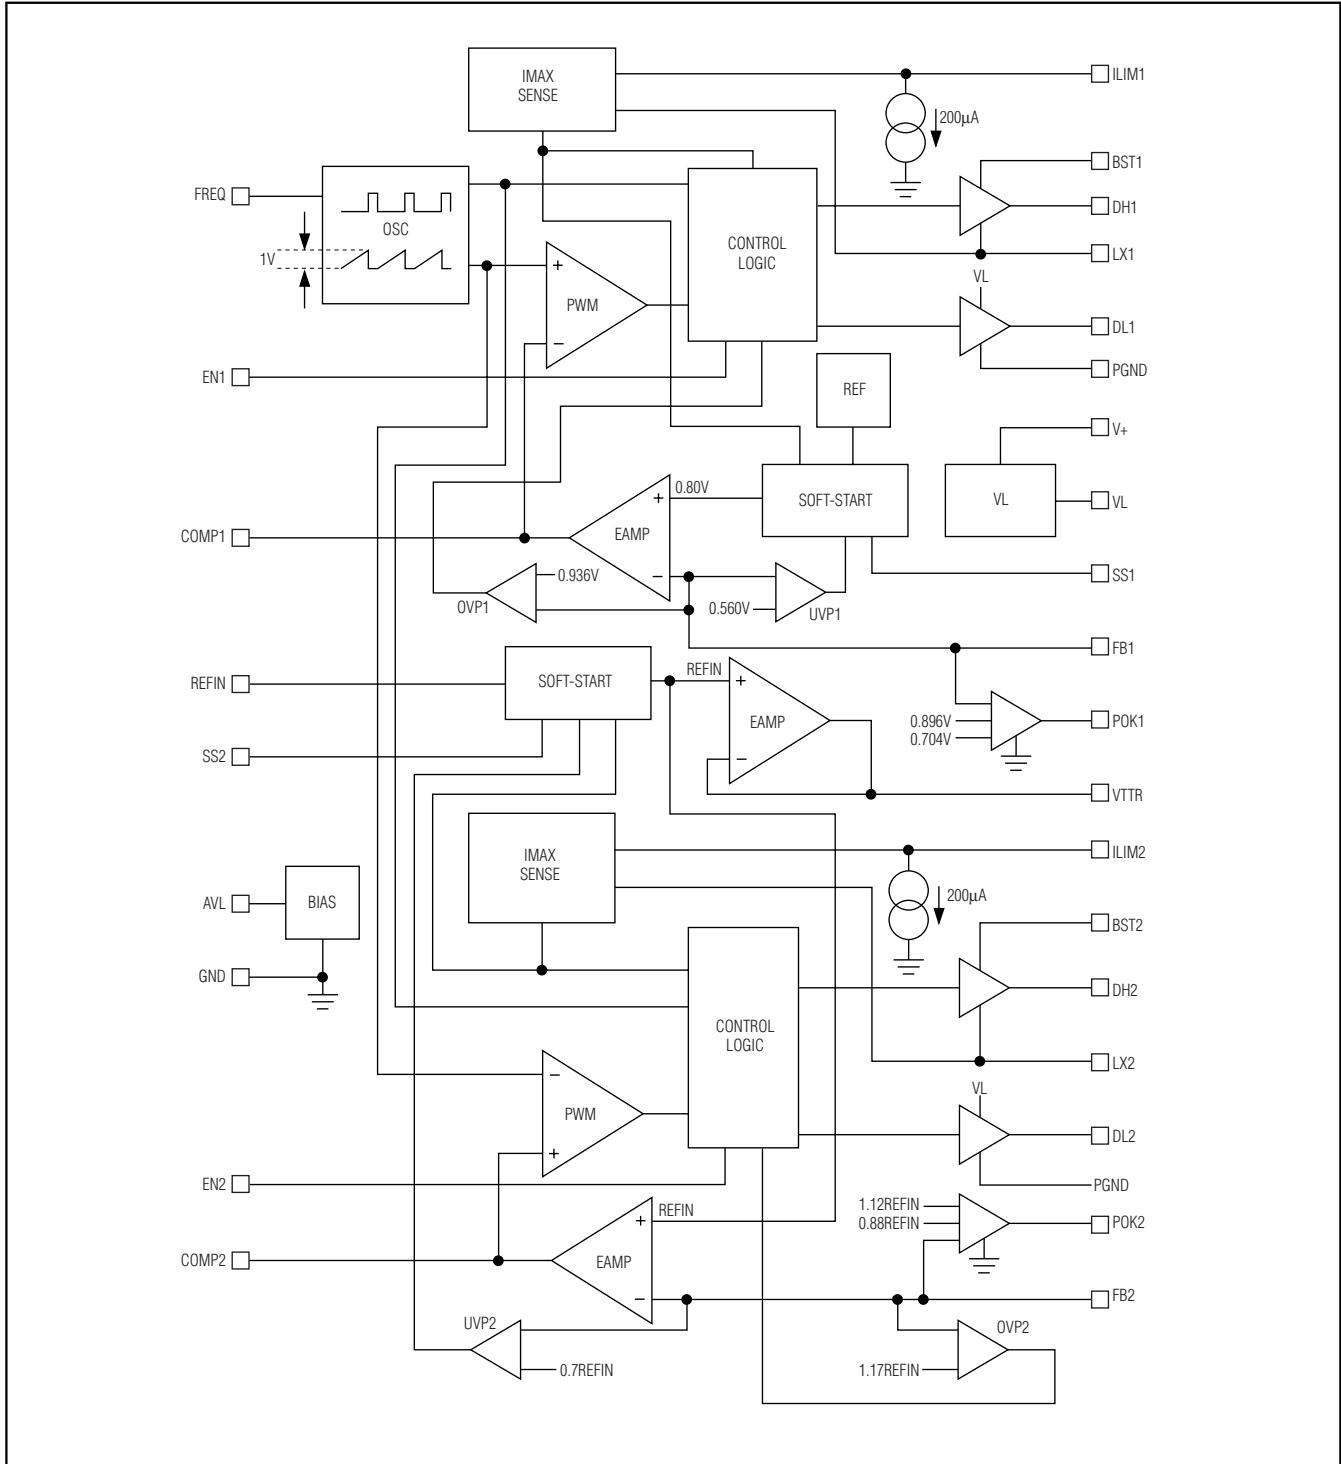 IMAX
SENSE
ILIM1
200µA
BST1
FREQ
OSC
DH1
CONTROL
LOGIC
1V
LX1
+
VL
PWM
DL1
−
EN1
PGND
REF
V+
0.80V
+
SOFT-START
VL
VL
EAMP
COMP1
−
0.936V
SS1
OVP1
0.560V
UVP1
FB1
REFIN
SOFT-START
REFIN
+
EAMP
0.896V
POK1
0.704V
SS2
−
VTTR
IMAX
SENSE
ILIM2
200µA
AVL
BIAS
BST2
GND
DH2
CONTROL
LOGIC
LX2
−
VL
PWM
DL2
+
EN2
PGND
REFIN
1.12REFIN
+
0.88REFIN
POK2
COMP2
EAMP
−
FB2
UVP2
OVP2
0.7REFIN
1.17REFIN